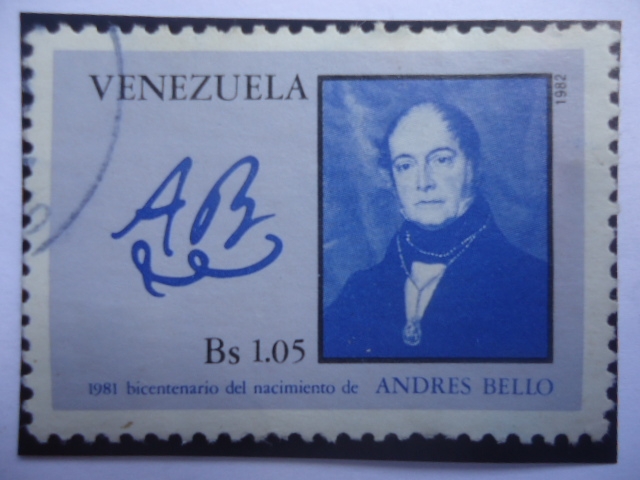 VENEZUELA
1982
AB
Bs 1.05
1981 bicentenario del nacimiento de ANDRES BELLO